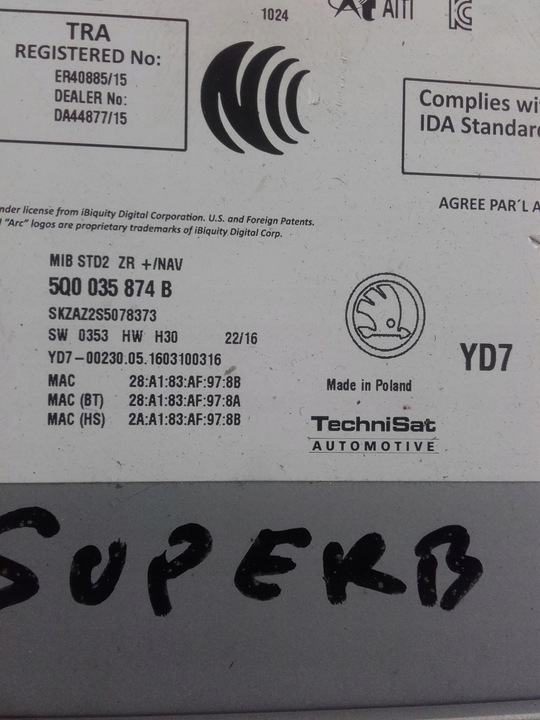 1024
AITI
TRA
REGISTERED No:
ER40885/15
DEALER No:
DA44877/15
Complies
IDA
AGREE PAR´L
under license from iBiquity Digital Corporation. U.S. and Foreign Patents.
"Arc" logos are proprietary trademarks of iBiquity Digital Corp.
MIB STD2 ZR +/NAV
5Q0 035 874 B
SKZAZ2S5078373
SW 0353 HW H30 22/16
YD7-00230.05.1603100316
MAC 28:A1:83:AF:97:8B
MAC (BT) 28:A1:83:AF:97:8A
MAC (HS) 2A:A1:83:AF:97:8B
YD7
Made in Poland
TechniSat
AUTOMOTIVE
SUPERB